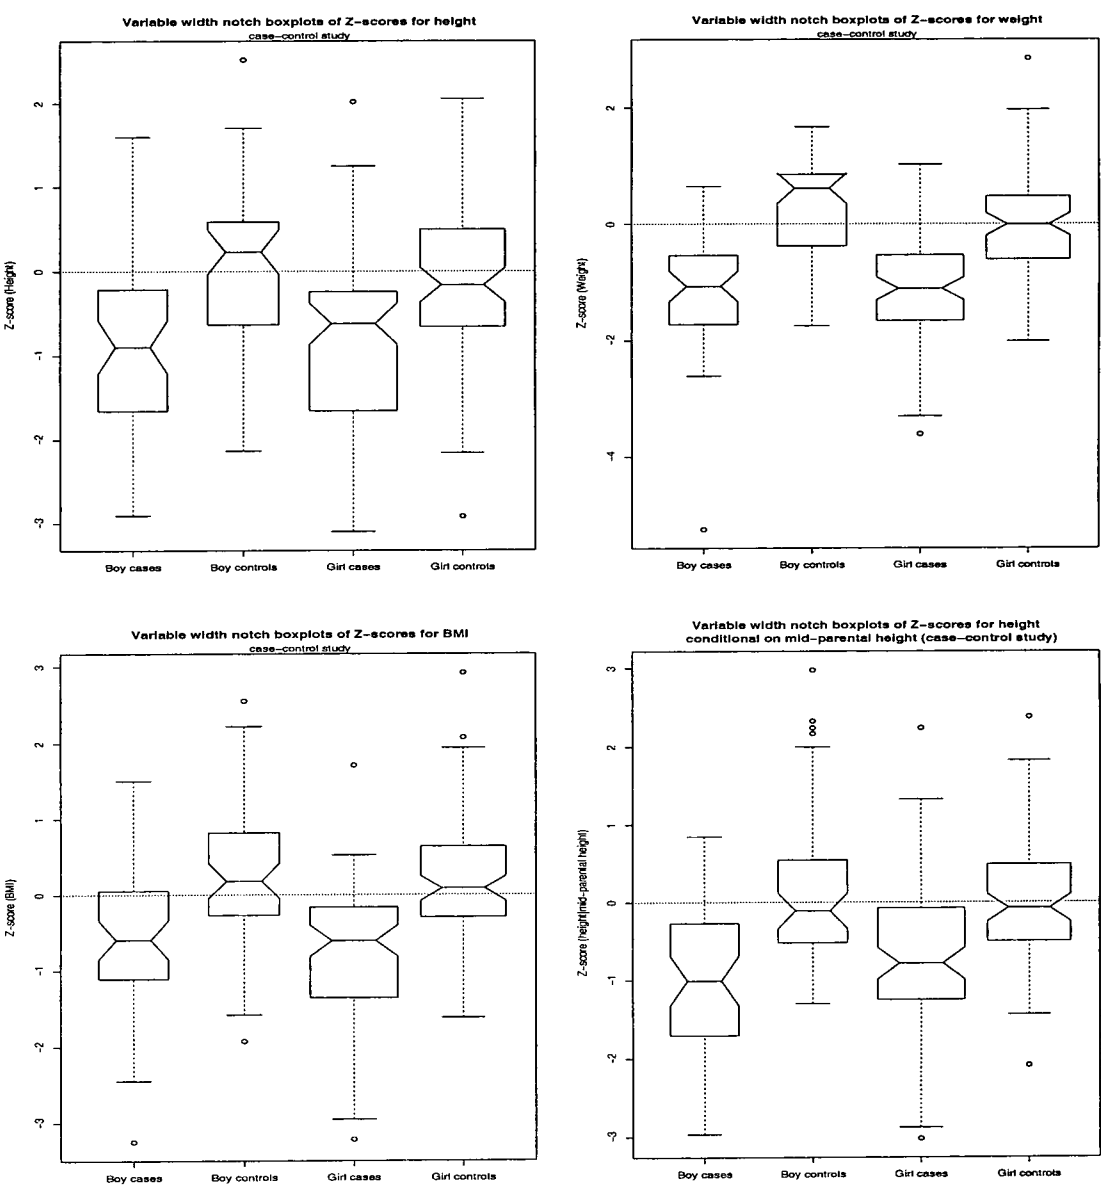 Variable width notch boxplots of Z-scores for height
case-control study
2
1
0
-1
-2
-3
Z-score (Height)
Boy cases
Boy controls
Girl cases
Girl controls
Variable width notch boxplots of Z-scores for weight
case-control study
2
0
-2
-4
Z-score (Weight)
Boy cases
Boy controls
Girl cases
Girl controls
Variable width notch boxplots of Z-scores for BMI
case-control study
3
2
1
0
-1
-2
-3
Z-score (BMI)
Boy cases
Boy controls
Girl cases
Girl controls
Variable width notch boxplots of Z-scores for height
conditional on mid-parental height (case-control study)
3
2
1
0
-1
-2
-3
Z-score (height|mid-parental height)
Boy cases
Boy controls
Girl cases
Girl controls